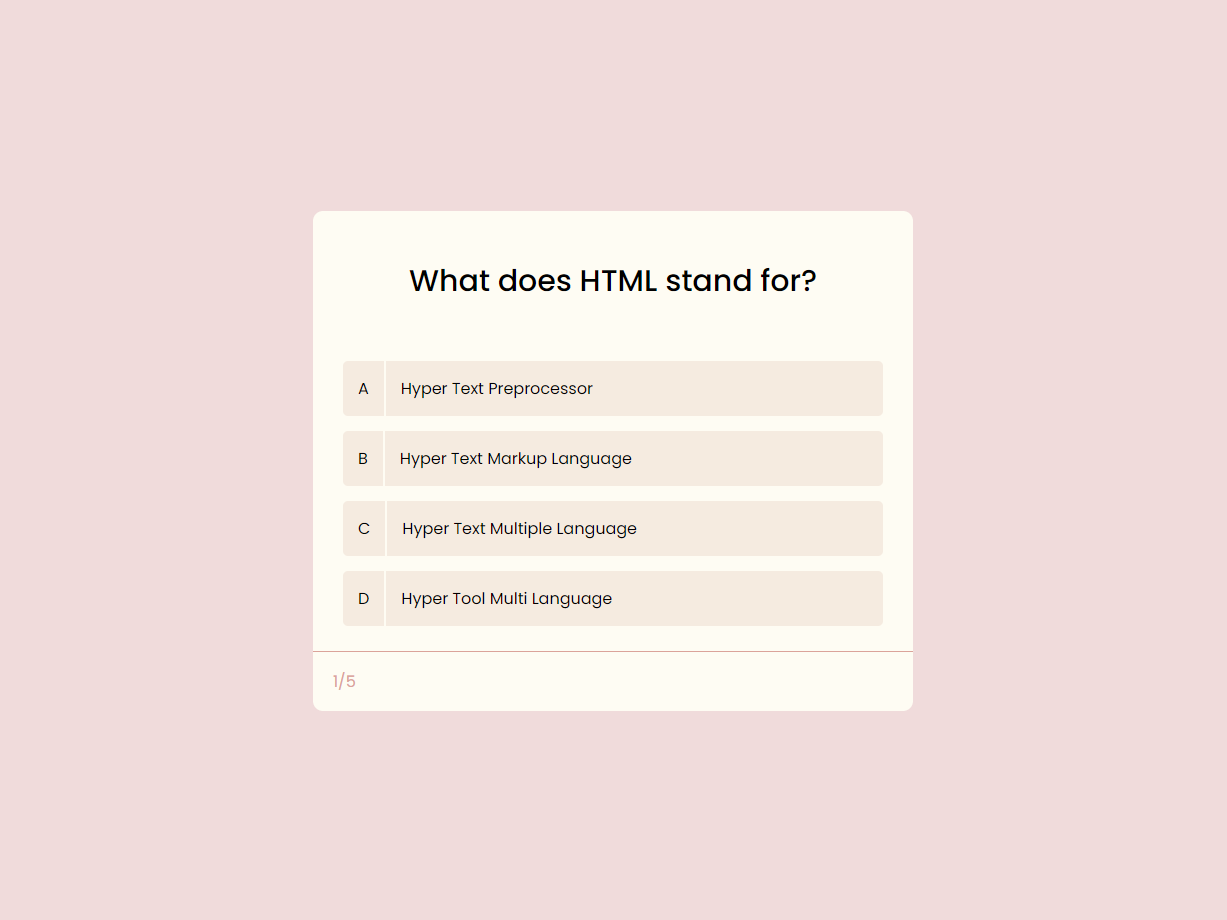 What does HTML stand for?
A Hyper Text Preprocessor
B Hyper Text Markup Language
C Hyper Text Multiple Language
D Hyper Tool Multi Language
1/5